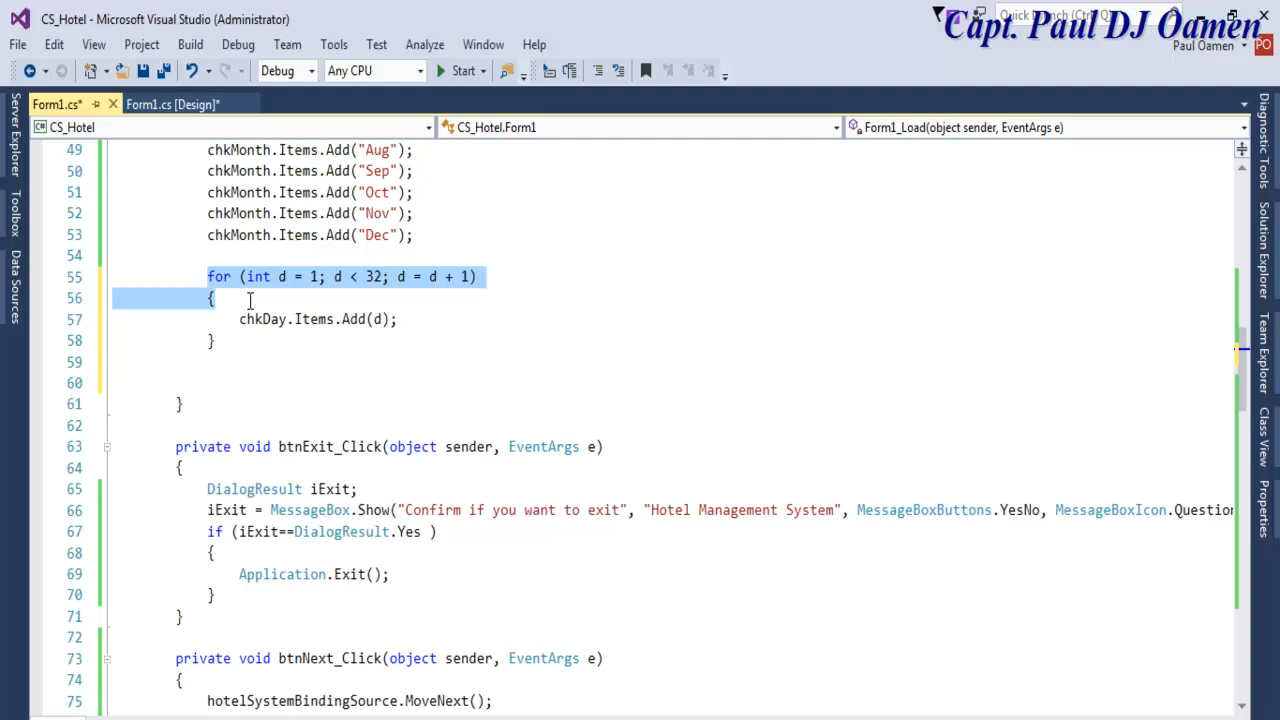 CS_Hotel - Microsoft Visual Studio (Administrator)
Quick Launch (Ctrl+Q)
Capt. Paul DJ Oamen
File Edit View Project Build Debug Team Tools Test Analyze Window Help
Paul Oamen PO
Debug Any CPU Start
Form1.cs* Form1.cs [Design]*
CS_Hotel CS_Hotel.Form1 Form1_Load(object sender, EventArgs e)
Server Explorer
Toolbox
Data Sources
49 chkMonth.Items.Add("Aug");
50 chkMonth.Items.Add("Sep");
51 chkMonth.Items.Add("Oct");
52 chkMonth.Items.Add("Nov");
53 chkMonth.Items.Add("Dec");
54
55 for (int d = 1; d < 32; d = d + 1)
56 {
57 chkDay.Items.Add(d);
58 }
59
60
61 }
62
63 private void btnExit_Click(object sender, EventArgs e)
64 {
65 DialogResult iExit;
66 iExit = MessageBox.Show("Confirm if you want to exit", "Hotel Management System", MessageBoxButtons.YesNo, MessageBoxIcon.Question
67 if (iExit==DialogResult.Yes )
68 {
69 Application.Exit();
70 }
71 }
72
73 private void btnNext_Click(object sender, EventArgs e)
74 {
75 hotelSystemBindingSource.MoveNext();
Diagnostic Tools
Solution Explorer
Team Explorer
Class View
Properties